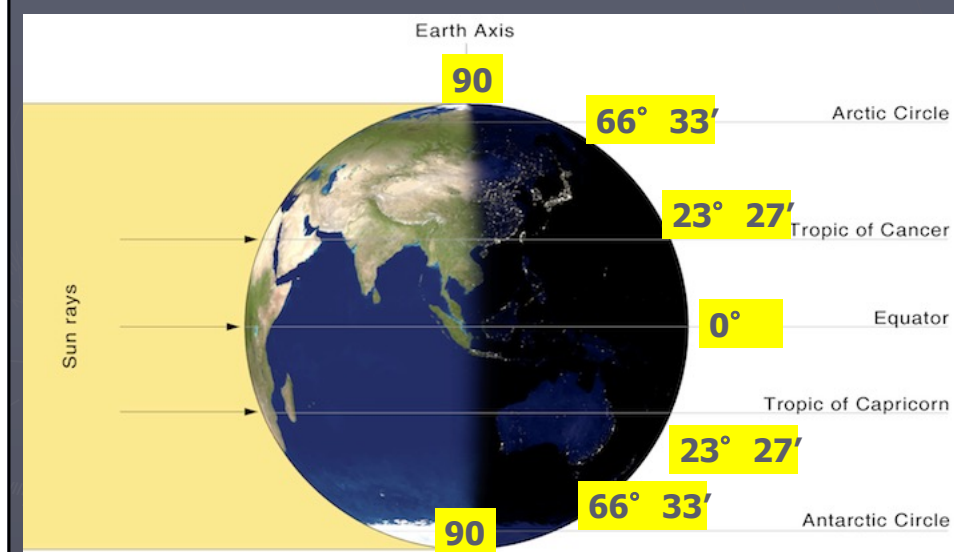 Earth Axis
90
66° 33′
Arctic Circle
23° 27′
Tropic of Cancer
Sun rays
0°
Equator
Tropic of Capricorn
23° 27′
66° 33′
Antarctic Circle
90